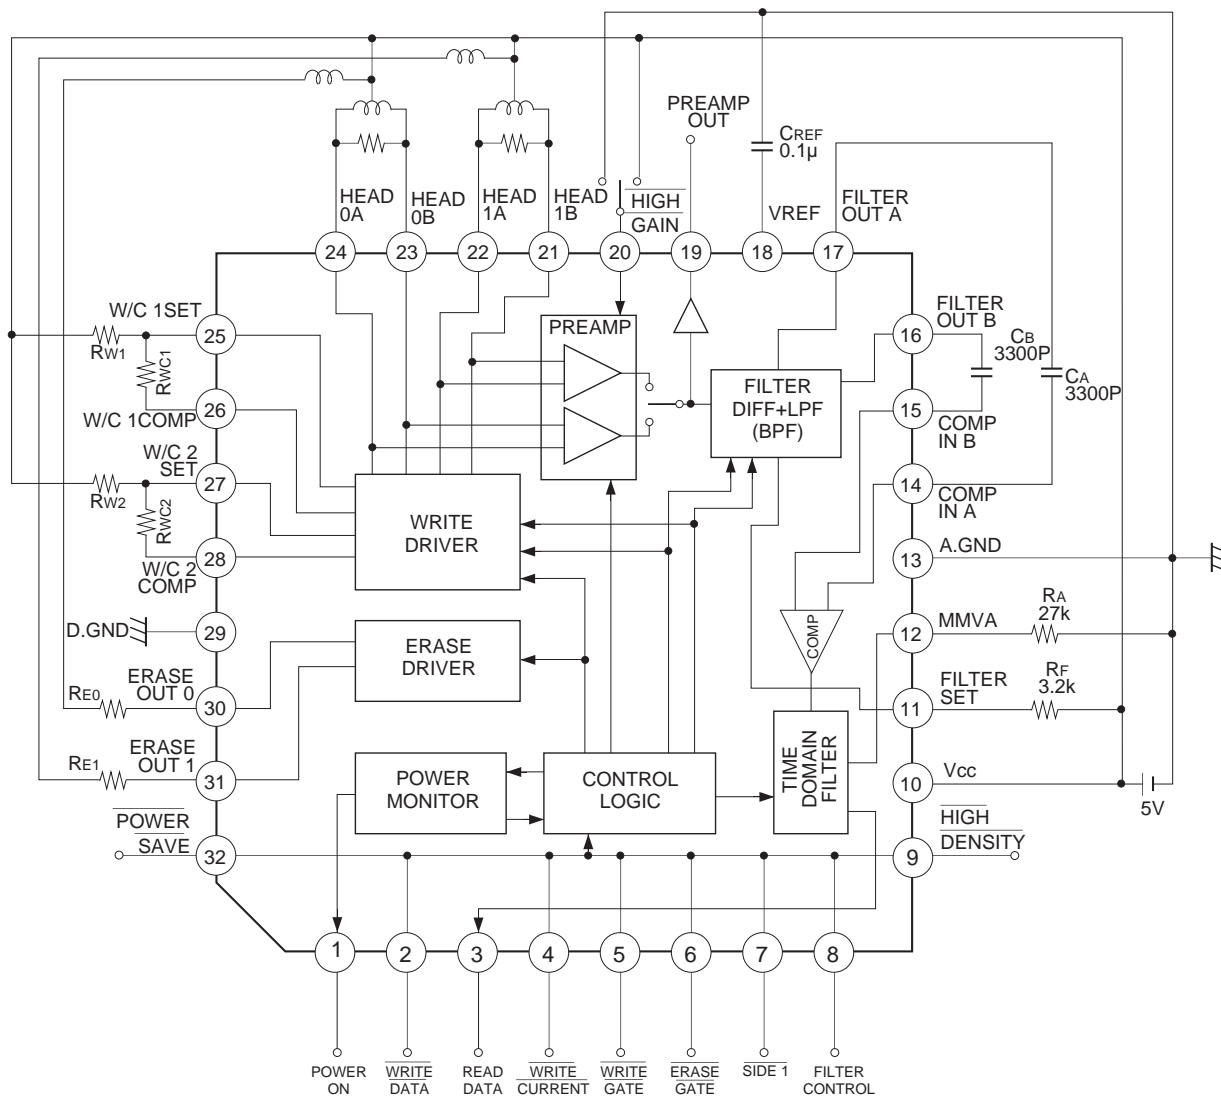 PREAMP
OUT
CREF
0.1µ
HEAD
0A
HEAD
0B
HEAD
1A
HEAD
1B
HIGH
GAIN
VREF
FILTER
OUT A
24
23
22
21
20
19
18
17
W/C 1SET
25
RW1
RWC1
W/C 1COMP
26
W/C 2
SET
27
RW2
RWC2
W/C 2
COMP
28
D.GND
29
ERASE
OUT 0
RE0
30
ERASE
OUT 1
RE1
31
POWER
SAVE
32
PREAMP
FILTER
DIFF+LPF
(BPF)
WRITE
DRIVER
ERASE
DRIVER
POWER
MONITOR
CONTROL
LOGIC
COMP
TIME
DOMAIN
FILTER
16
FILTER
OUT B
CB
3300P
CA
3300P
15
COMP
IN B
14
COMP
IN A
13
A.GND
12
MMVA
RA
27k
11
FILTER
SET
RF
3.2k
10
Vcc
5V
9
HIGH
DENSITY
1
2
3
4
5
6
7
8
POWER
ON
WRITE
DATA
READ
DATA
WRITE
CURRENT
WRITE
GATE
ERASE
GATE
SIDE 1
FILTER
CONTROL